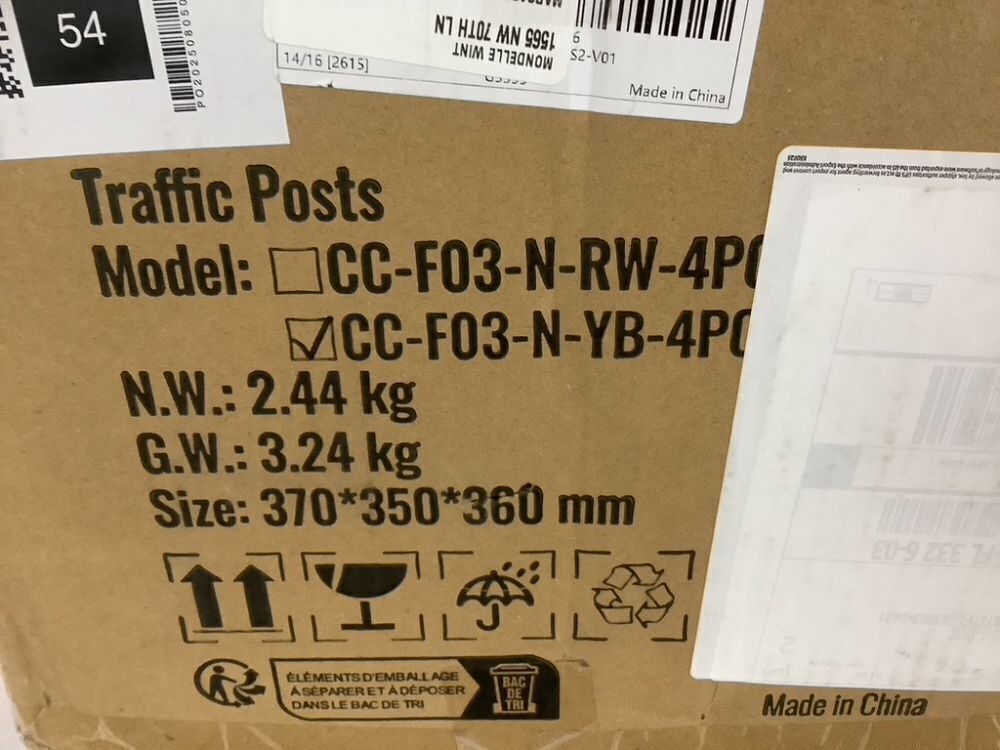 54
PO202508050
MONDELLE WINT
1565 NW 70TH LN
14/16 [2615]
6
S2-V01
Made in China
Traffic Posts
Model: CC-F03-N-RW-4P
CC-F03-N-YB-4P
N.W.: 2.44 kg
G.W.: 3.24 kg
Size: 370*350*360 mm
ÉLÉMENTS D'EMBALLAGE
À SÉPARER ET À DÉPOSER
DANS LE BAC DE TRI
BAC
DE
TRI
Made in China